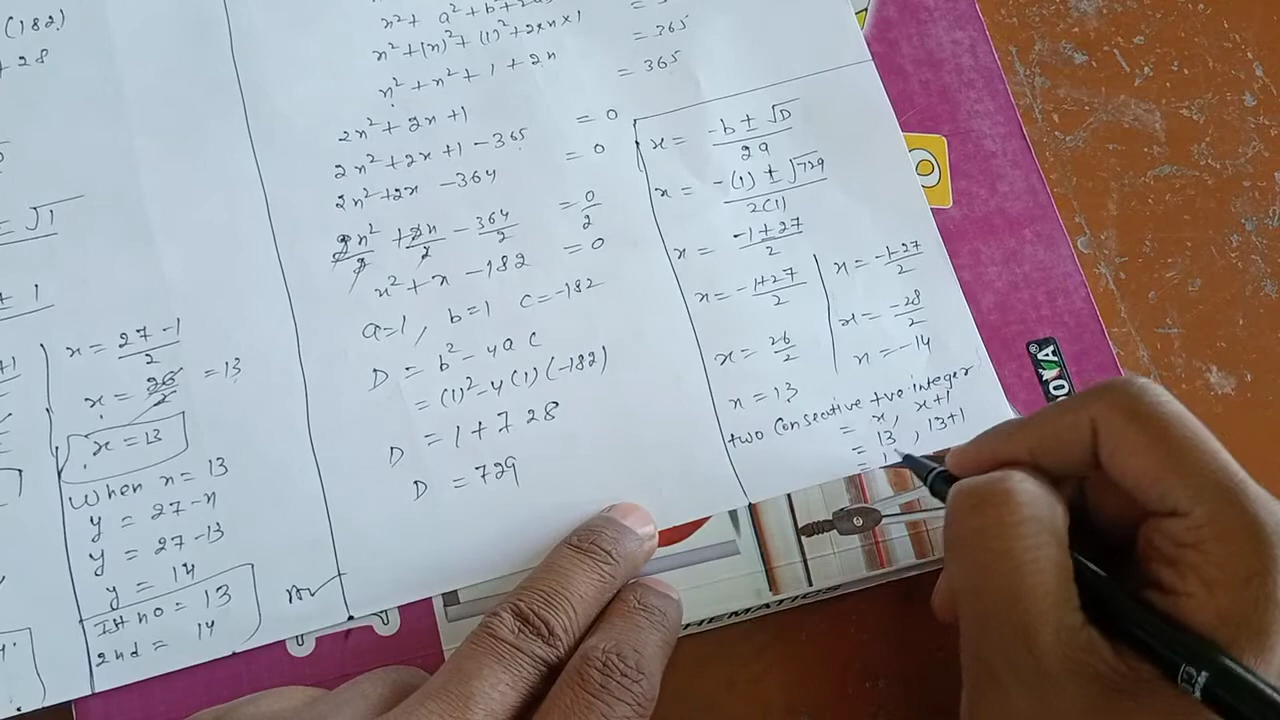 (182)
+ 28
= √1
± 1
x = 27 - 1 / 2
x = 26 / 2 = 13
x = 13
When x = 13
y = 27 - x
y = 27 - 13
y = 14
Ist no = 13
2nd = 14
x² + (x)² + (1)² + 2×x×1 = 365
x² + x² + 1 + 2x = 365
2x² + 2x + 1
2x² + 2x + 1 - 365 = 0
2x² + 2x - 364 = 0
2x²/2 + 2x/2 - 364/2 = 0/2
x² + x - 182 = 0
a=1, b=1 c=-182
D = b² - 4ac
= (1)² - 4(1)(-182)
D = 1 + 728
D = 729
x = -b ± √D / 2a
x = -(1) ± √729 / 2(1)
x = -1 ± 27 / 2
x = -1+27 / 2
x = 26 / 2
x = 13
x = -1-27 / 2
x = -28 / 2
x = -14
two Consecative +ve integer
= x, x+1
= 13, 13+1
= 1
HEMATICS